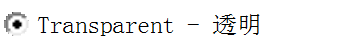 Transparent - 透明